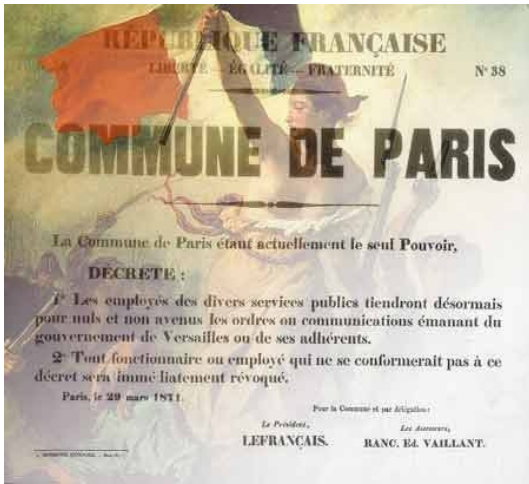 RÉPUBLIQUE FRANÇAISE
LIBERTÉ — ÉGALITÉ — FRATERNITÉ N° 38
COMMUNE DE PARIS
La Commune de Paris étant actuellement le seul Pouvoir,
DÉCRÈTE :
1° Les employés des divers services publics tiendront désormais
pour nuls et non avenus les ordres ou communications émanant du
gouvernement de Versailles ou de ses adhérents.
2° Tout fonctionnaire ou employé qui ne se conformerait pas à ce
décret sera immé liatement révoqué.
Paris, le 29 mars 1871.
Pour la Commune et par délégation:
Le Président,
LEFRANÇAIS.
Les Assesseurs,
RANC, Ed. VAILLANT.